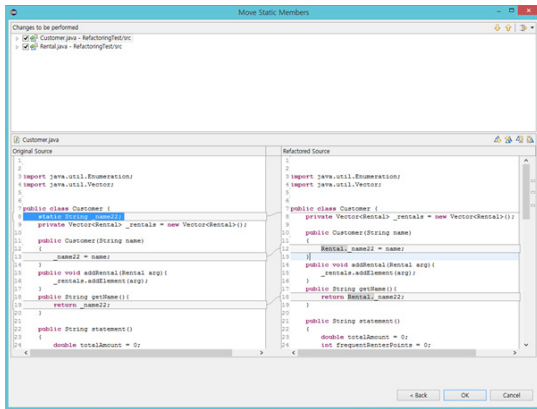 Move Static Members
Changes to be performed
Customer.java - RefactoringTest/src
Rental.java - RefactoringTest/src
Customer.java
Original Source
1
2
3 import java.util.Enumeration;
4 import java.util.Vector;
5
6
7 public class Customer {
8 static String _name22;
9 private Vector<Rental> _rentals = new Vector<Rental>();
10
11 public Customer(String name)
12 {
13 _name22 = name;
14 }
15 public void addRental(Rental arg){
16 _rentals.addElement(arg);
17 }
18 public String getName(){
19 return _name22;
20 }
21
22 public String statement()
23 {
24 double totalAmount = 0;
Refactored Source
1
2
3 import java.util.Enumeration;
4 import java.util.Vector;
5
6
7 public class Customer {
8 private Vector<Rental> _rentals = new Vector<Rental>();
9
10 public Customer(String name)
11 {
12 Rental._name22 = name;
13 }
14 public void addRental(Rental arg){
15 _rentals.addElement(arg);
16 }
17 public String getName(){
18 return Rental._name22;
19 }
20
21 public String statement()
22 {
23 double totalAmount = 0;
24 int frequentRenterPoints = 0;
< Back
OK
Cancel